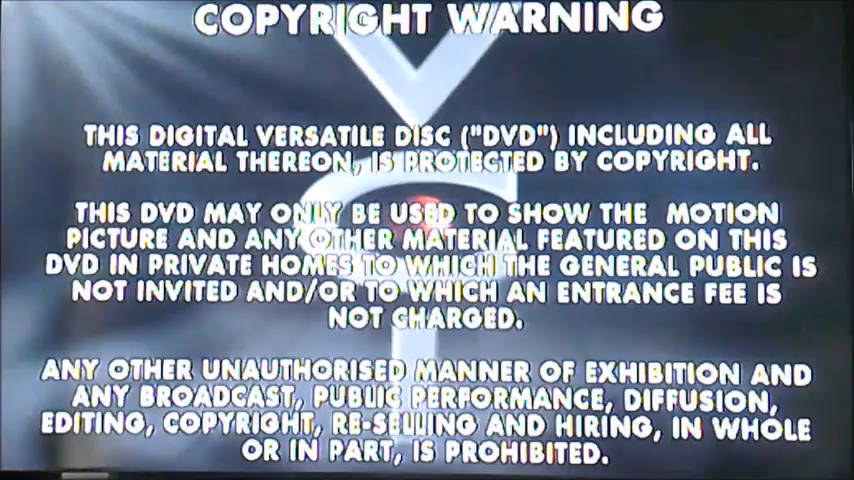 COPYRIGHT WARNING
THIS DIGITAL VERSATILE DISC ("DVD") INCLUDING ALL
MATERIAL THEREON, IS PROTECTED BY COPYRIGHT.
THIS DVD MAY ONLY BE USED TO SHOW THE MOTION
PICTURE AND ANY OTHER MATERIAL FEATURED ON THIS
DVD IN PRIVATE HOMES TO WHICH THE GENERAL PUBLIC IS
NOT INVITED AND/OR TO WHICH AN ENTRANCE FEE IS
NOT CHARGED.
ANY OTHER UNAUTHORISED MANNER OF EXHIBITION AND
ANY BROADCAST, PUBLIC PERFORMANCE, DIFFUSION,
EDITING, COPYRIGHT, RE-SELLING AND HIRING, IN WHOLE
OR IN PART, IS PROHIBITED.